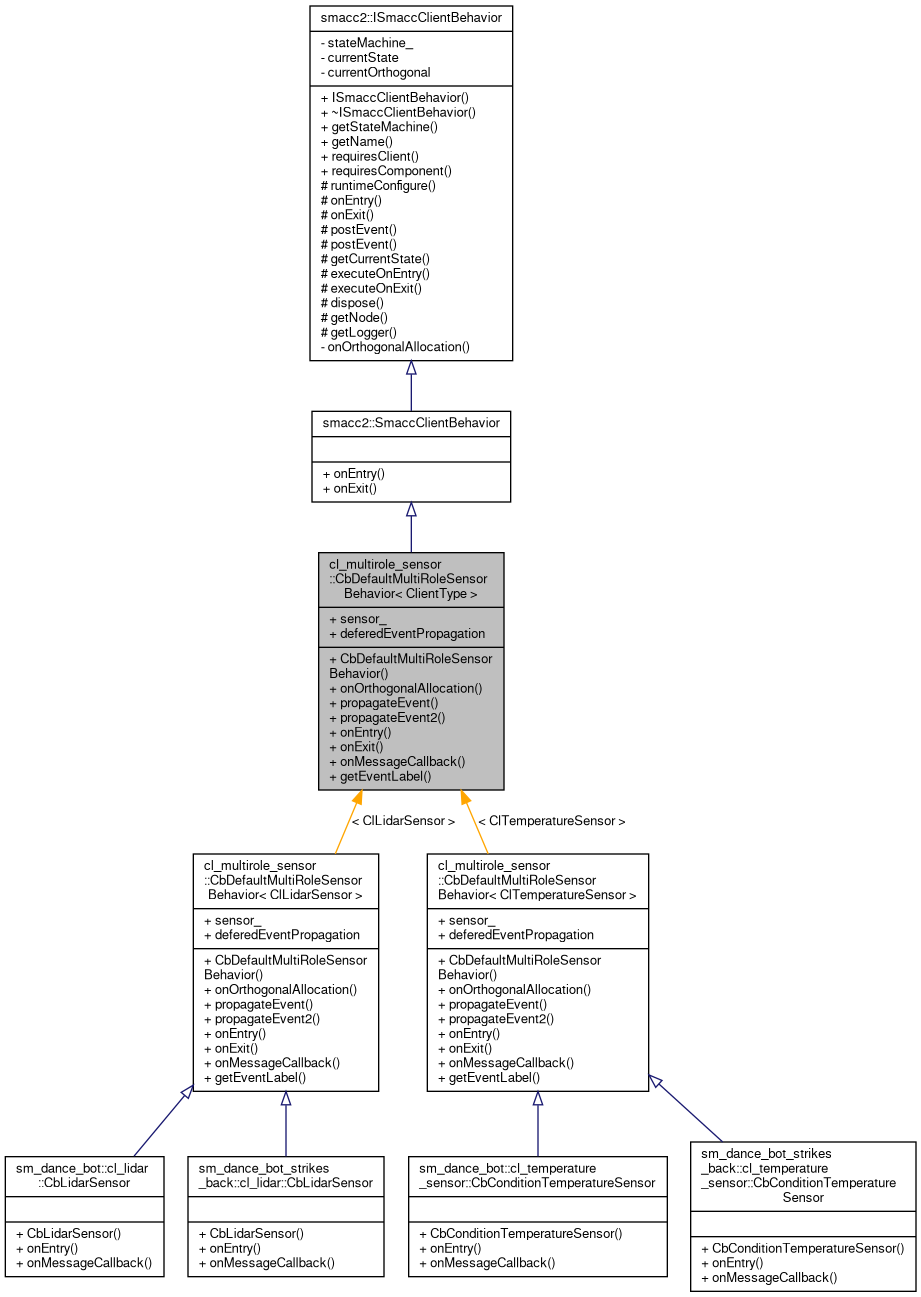 smacc2::ISmaccClientBehavior
- stateMachine_
- currentState
- currentOrthogonal
+ ISmaccClientBehavior()
+ ~ISmaccClientBehavior()
+ getStateMachine()
+ getName()
+ requiresClient()
+ requiresComponent()
# runtimeConfigure()
# onEntry()
# onExit()
# postEvent()
# postEvent()
# getCurrentState()
# executeOnEntry()
# executeOnExit()
# dispose()
# getNode()
# getLogger()
- onOrthogonalAllocation()
smacc2::SmaccClientBehavior
+ onEntry()
+ onExit()
cl_multirole_sensor
::CbDefaultMultiRoleSensor
Behavior< ClientType >
+ sensor_
+ deferedEventPropagation
+ CbDefaultMultiRoleSensor
Behavior()
+ onOrthogonalAllocation()
+ propagateEvent()
+ propagateEvent2()
+ onEntry()
+ onExit()
+ onMessageCallback()
+ getEventLabel()
< ClLidarSensor >
< ClTemperatureSensor >
cl_multirole_sensor
::CbDefaultMultiRoleSensor
Behavior< ClLidarSensor >
+ sensor_
+ deferedEventPropagation
+ CbDefaultMultiRoleSensor
Behavior()
+ onOrthogonalAllocation()
+ propagateEvent()
+ propagateEvent2()
+ onEntry()
+ onExit()
+ onMessageCallback()
+ getEventLabel()
cl_multirole_sensor
::CbDefaultMultiRoleSensor
Behavior< ClTemperatureSensor >
+ sensor_
+ deferedEventPropagation
+ CbDefaultMultiRoleSensor
Behavior()
+ onOrthogonalAllocation()
+ propagateEvent()
+ propagateEvent2()
+ onEntry()
+ onExit()
+ onMessageCallback()
+ getEventLabel()
sm_dance_bot::cl_lidar
::CbLidarSensor
+ CbLidarSensor()
+ onEntry()
+ onMessageCallback()
sm_dance_bot_strikes
_back::cl_lidar::CbLidarSensor
+ CbLidarSensor()
+ onEntry()
+ onMessageCallback()
sm_dance_bot::cl_temperature
_sensor::CbConditionTemperatureSensor
+ CbConditionTemperatureSensor()
+ onEntry()
+ onMessageCallback()
sm_dance_bot_strikes
_back::cl_temperature
_sensor::CbConditionTemperature
Sensor
+ CbConditionTemperatureSensor()
+ onEntry()
+ onMessageCallback()